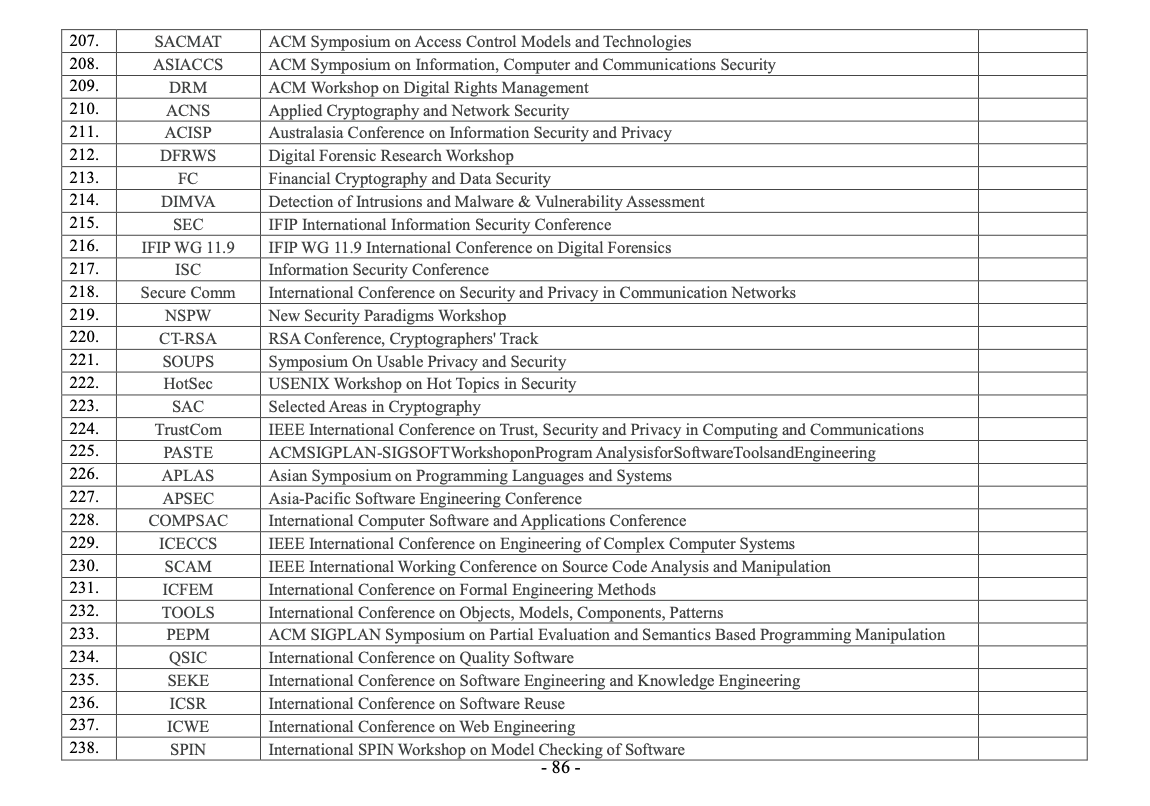 207. SACMAT ACM Symposium on Access Control Models and Technologies
208. ASIACCS ACM Symposium on Information, Computer and Communications Security
209. DRM ACM Workshop on Digital Rights Management
210. ACNS Applied Cryptography and Network Security
211. ACISP Australasia Conference on Information Security and Privacy
212. DFRWS Digital Forensic Research Workshop
213. FC Financial Cryptography and Data Security
214. DIMVA Detection of Intrusions and Malware & Vulnerability Assessment
215. SEC IFIP International Information Security Conference
216. IFIP WG 11.9 IFIP WG 11.9 International Conference on Digital Forensics
217. ISC Information Security Conference
218. Secure Comm International Conference on Security and Privacy in Communication Networks
219. NSPW New Security Paradigms Workshop
220. CT-RSA RSA Conference, Cryptographers' Track
221. SOUPS Symposium On Usable Privacy and Security
222. HotSec USENIX Workshop on Hot Topics in Security
223. SAC Selected Areas in Cryptography
224. TrustCom IEEE International Conference on Trust, Security and Privacy in Computing and Communications
225. PASTE ACMSIGPLAN-SIGSOFTWorkshoponProgram AnalysisforSoftwareToolsandEngineering
226. APLAS Asian Symposium on Programming Languages and Systems
227. APSEC Asia-Pacific Software Engineering Conference
228. COMPSAC International Computer Software and Applications Conference
229. ICECCS IEEE International Conference on Engineering of Complex Computer Systems
230. SCAM IEEE International Working Conference on Source Code Analysis and Manipulation
231. ICFEM International Conference on Formal Engineering Methods
232. TOOLS International Conference on Objects, Models, Components, Patterns
233. PEPM ACM SIGPLAN Symposium on Partial Evaluation and Semantics Based Programming Manipulation
234. QSIC International Conference on Quality Software
235. SEKE International Conference on Software Engineering and Knowledge Engineering
236. ICSR International Conference on Software Reuse
237. ICWE International Conference on Web Engineering
238. SPIN International SPIN Workshop on Model Checking of Software
- 86 -